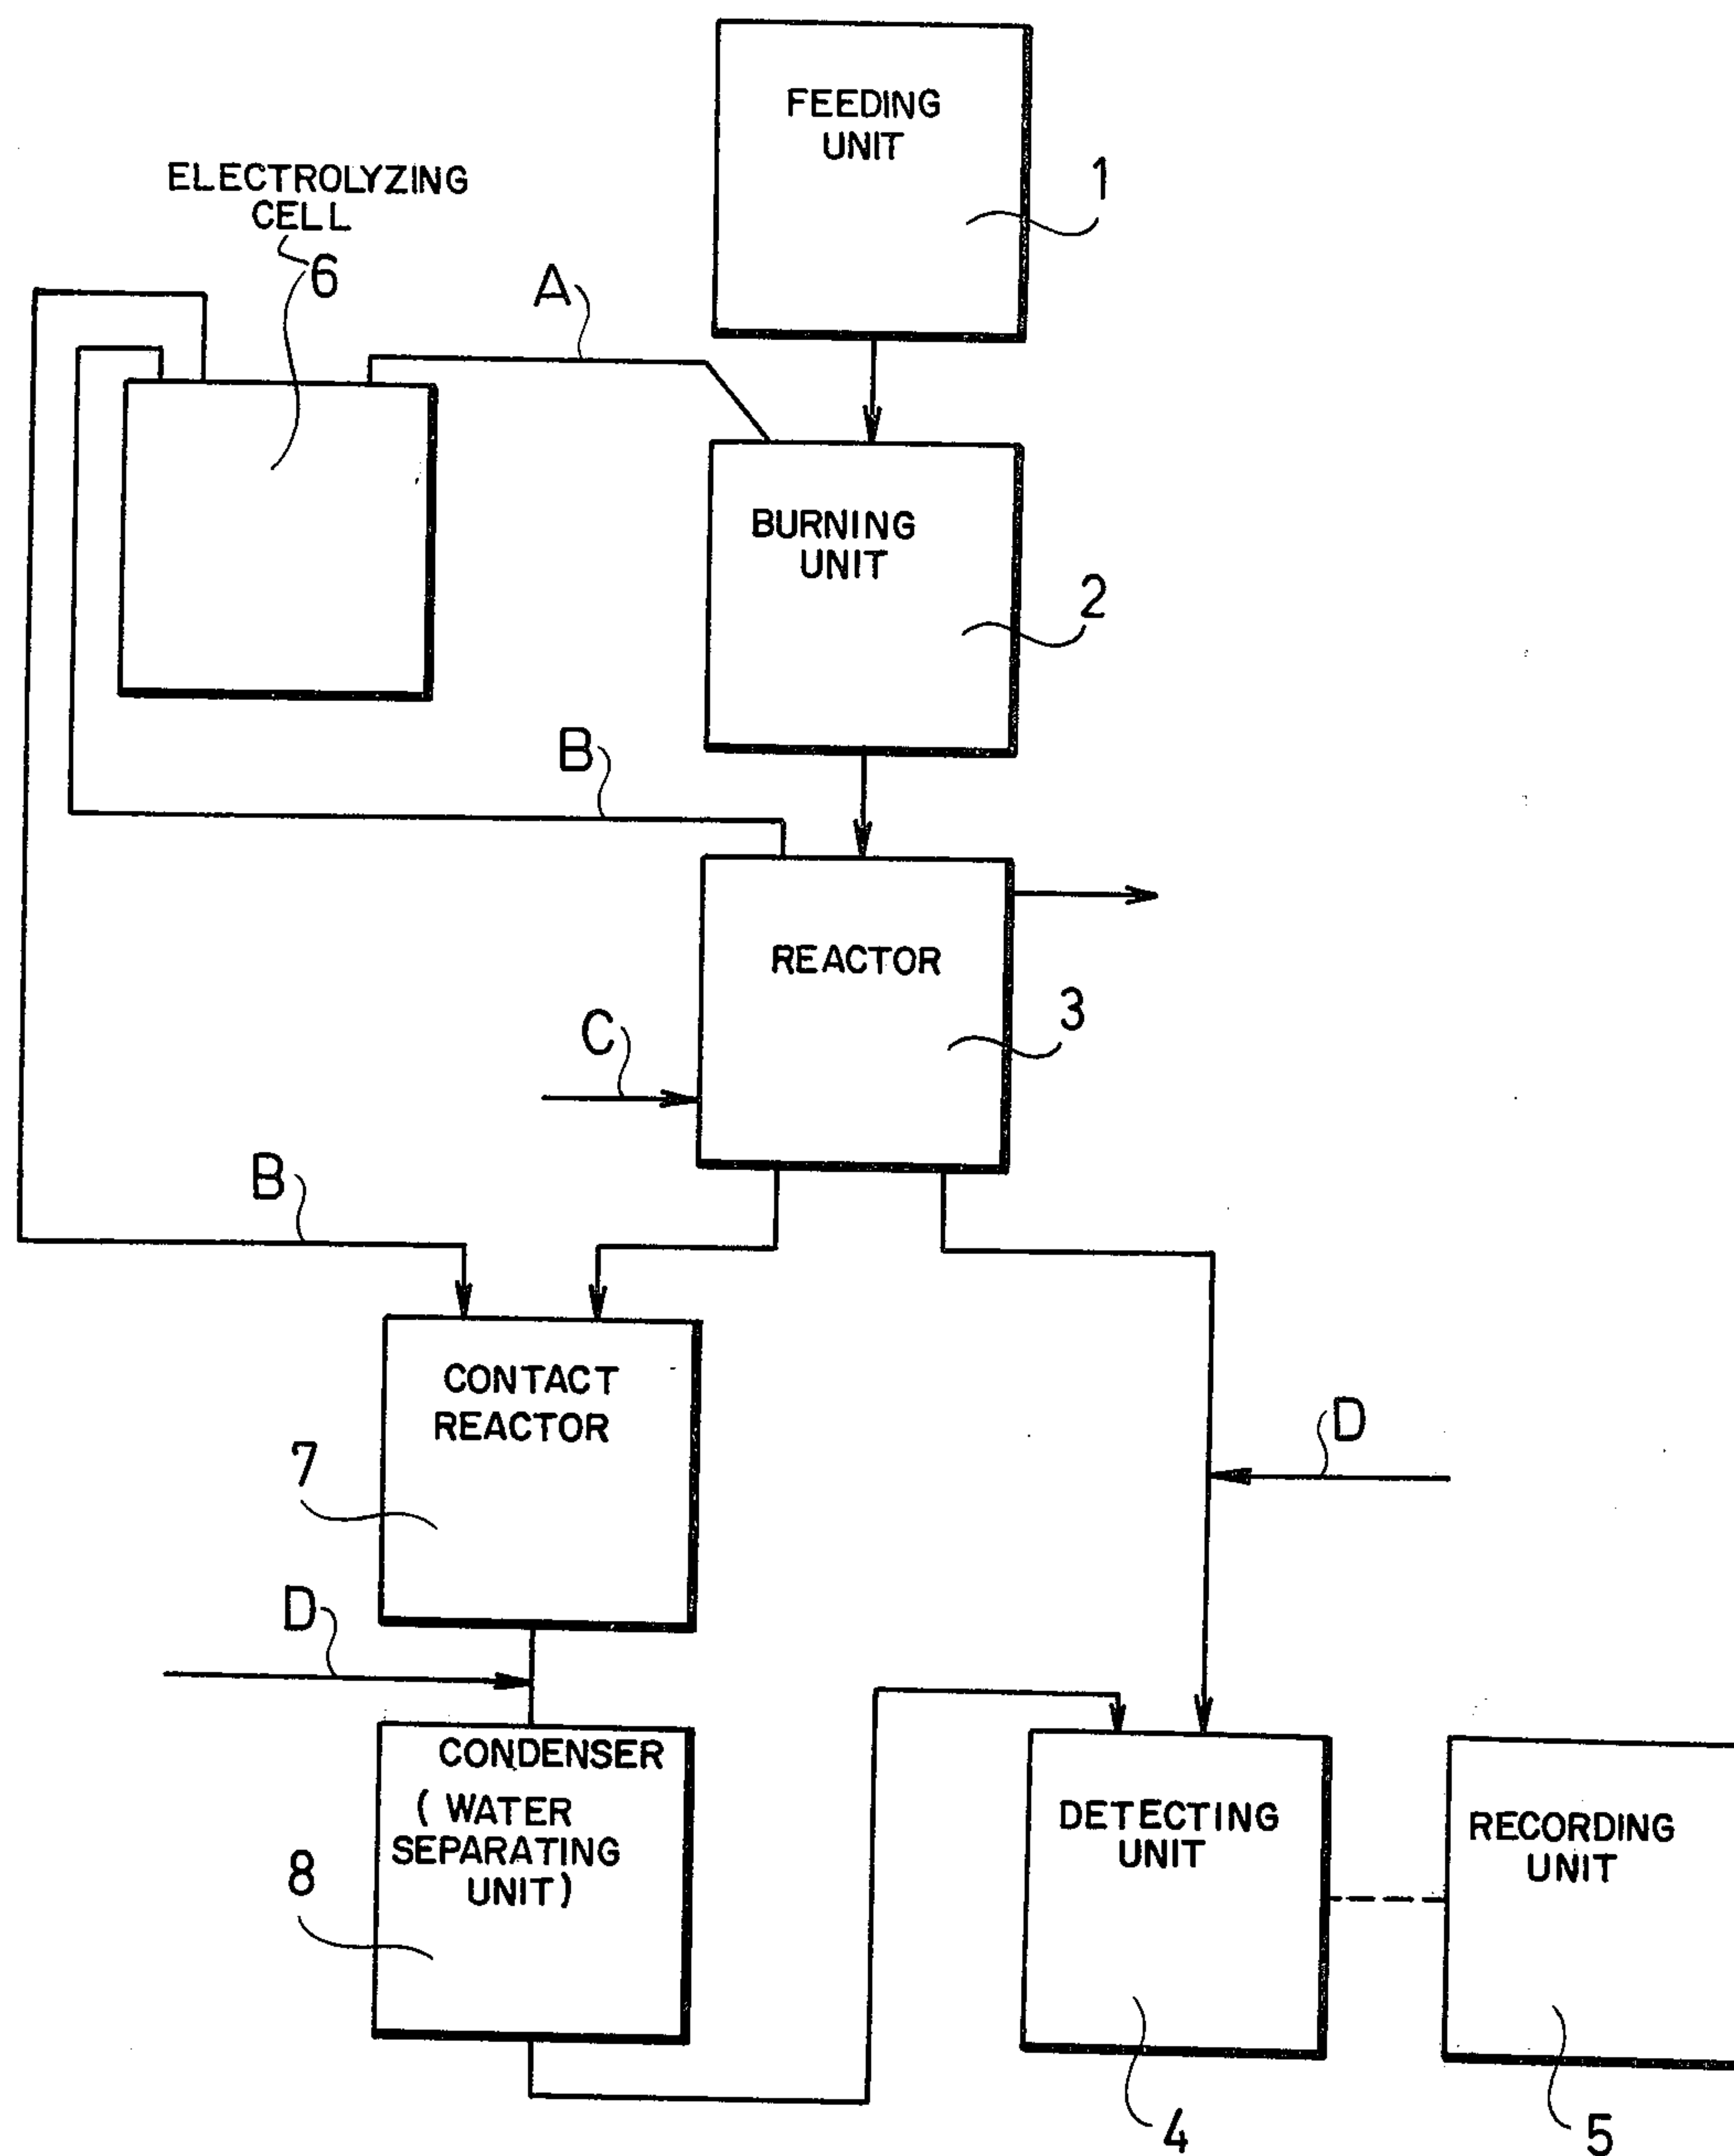 FEEDING
UNIT
1
ELECTROLYZING
CELL
6
A
BURNING
UNIT
2
B
REACTOR
3
C
B
CONTACT
REACTOR
7
D
D
CONDENSER
( WATER
SEPARATING
UNIT)
8
DETECTING
UNIT
4
RECORDING
UNIT
5